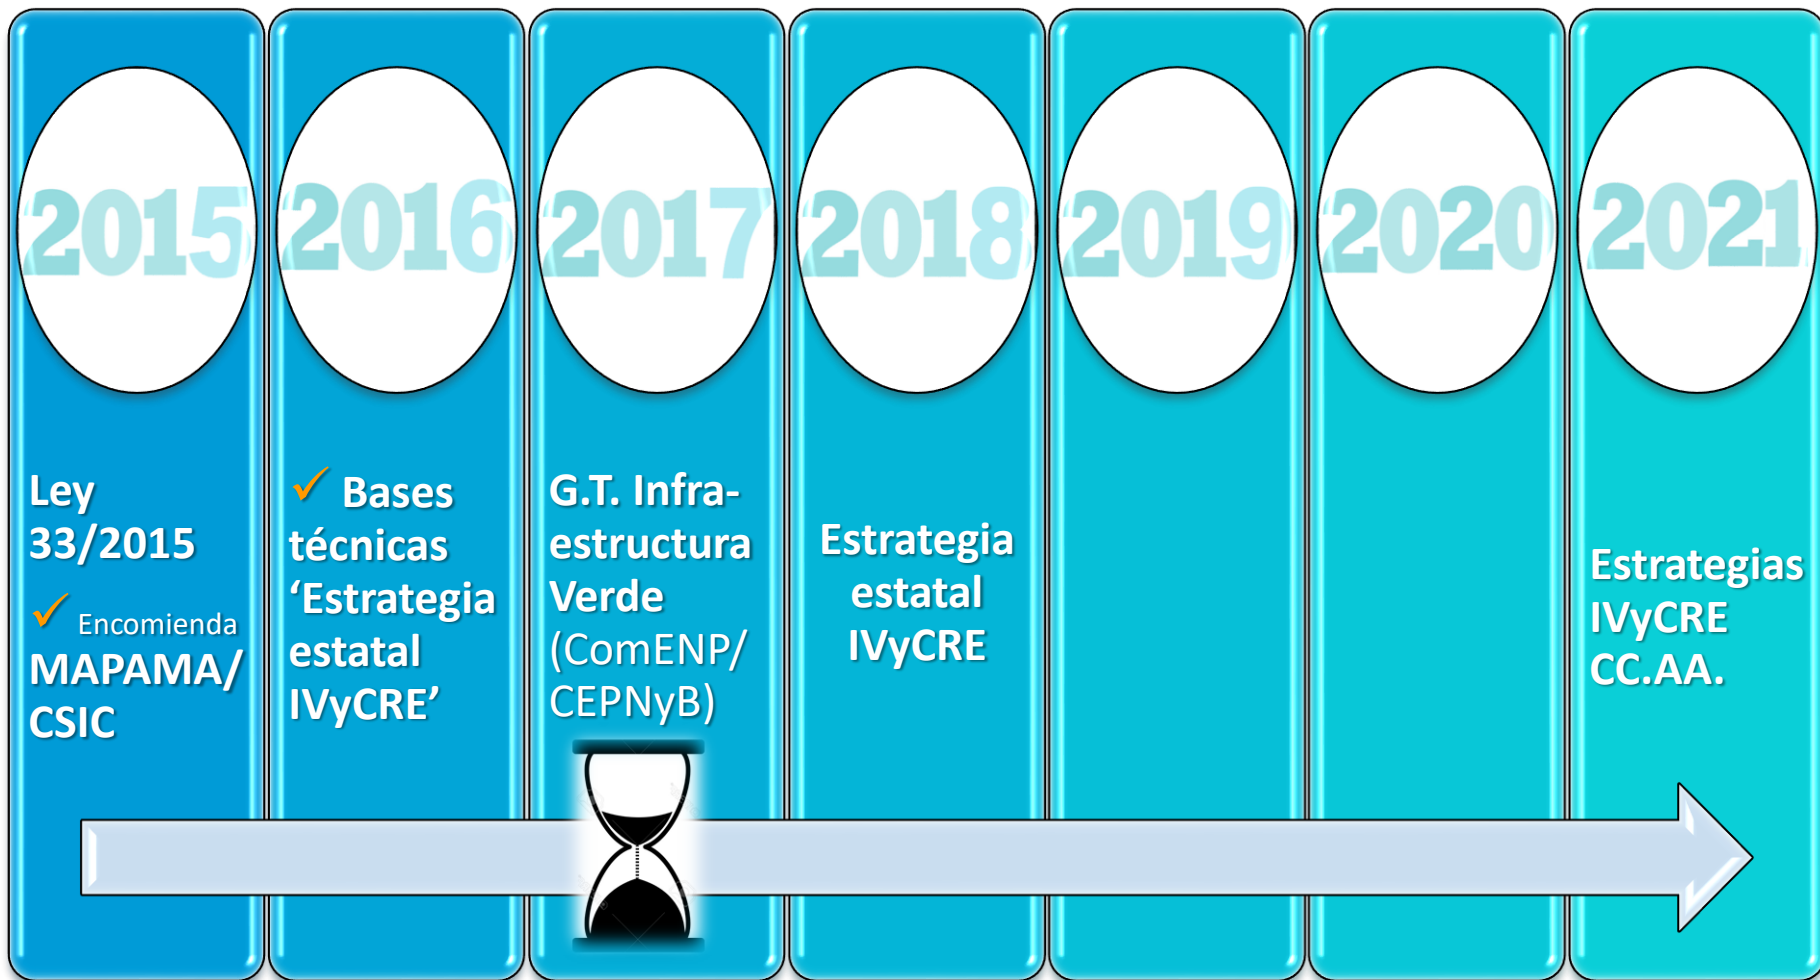 2015
2016
2017
2018
2019
2020
2021
Ley
33/2015
✓ Encomienda
MAPAMA/
CSIC
✓ Bases
técnicas
‘Estrategia
estatal
IVyCRE’
G.T. Infra-
estructura
Verde
(ComENP/
CEPNyB)
Estrategia
estatal
IVyCRE
Estrategias
IVyCRE
CC.AA.